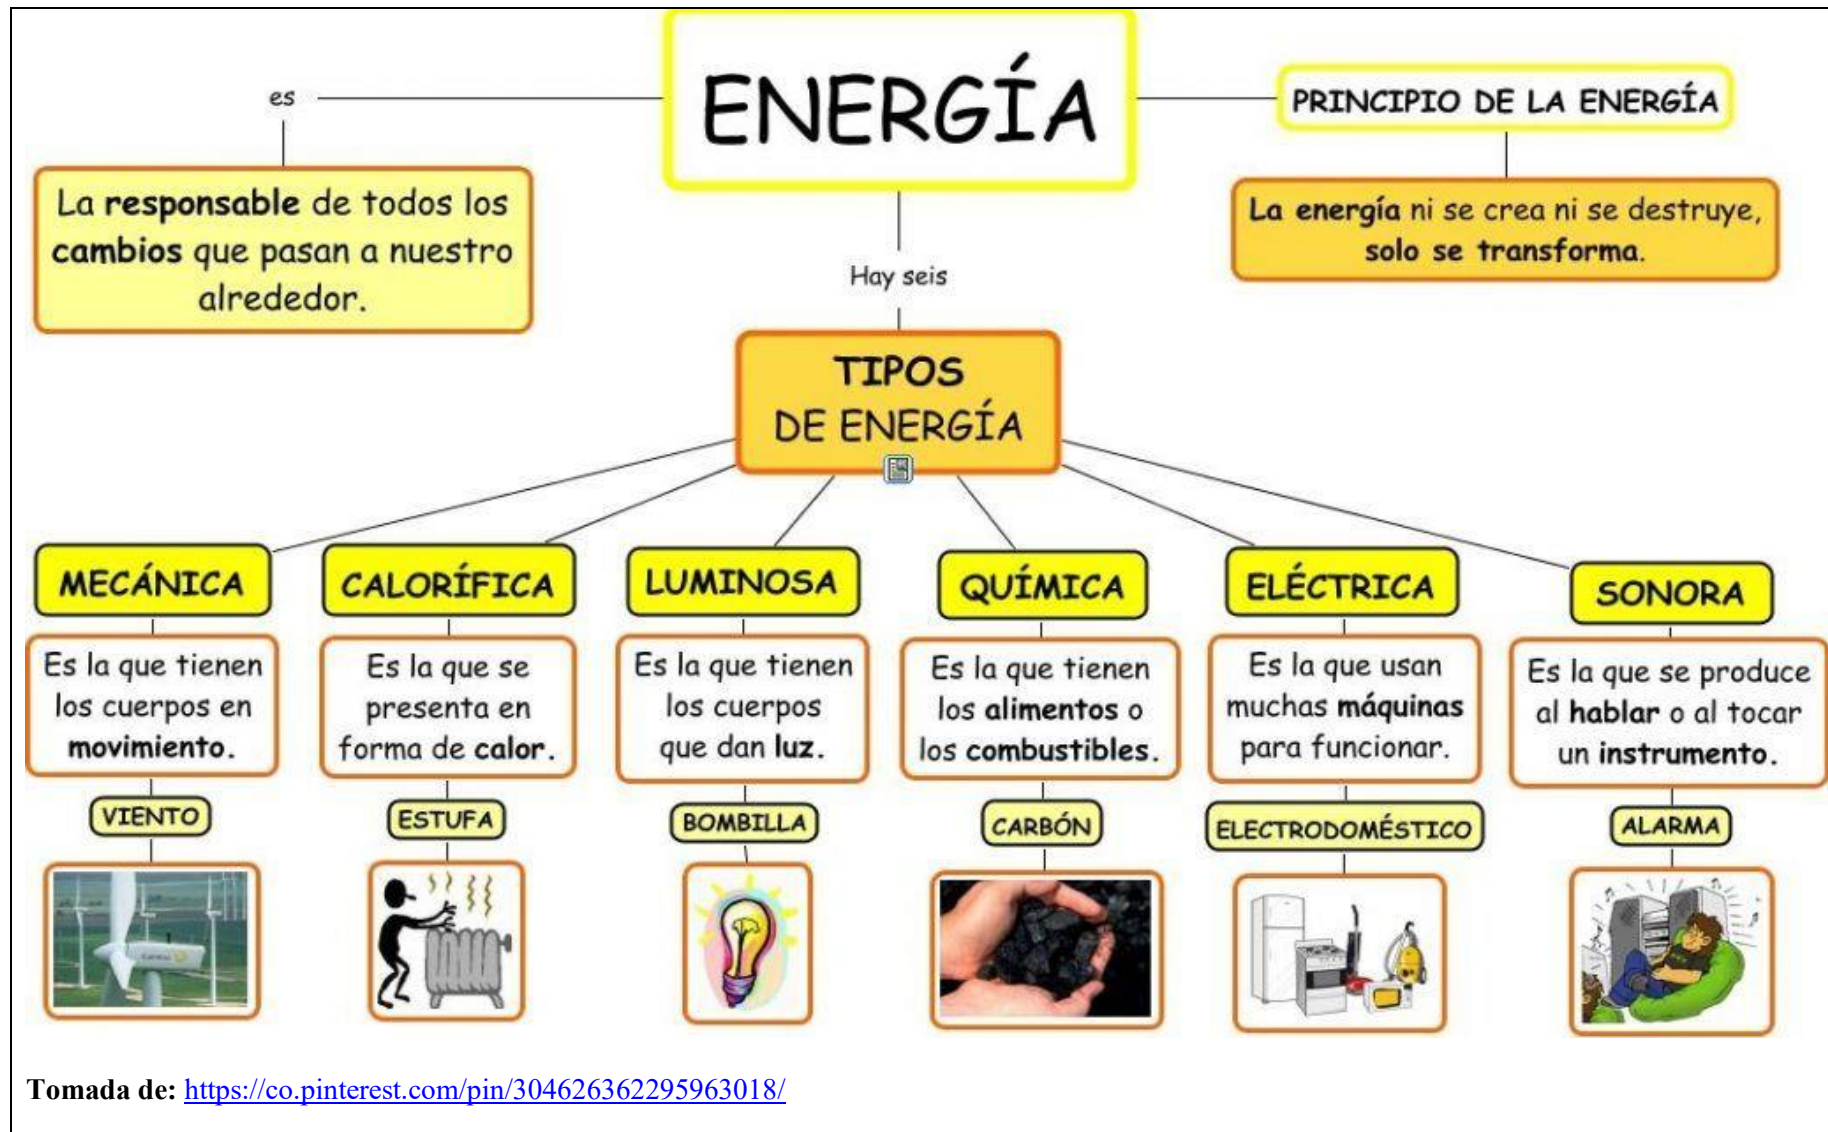 ENERGÍA
es
La responsable de todos los
cambios que pasan a nuestro
alrededor.
PRINCIPIO DE LA ENERGÍA
La energía ni se crea ni se destruye,
solo se transforma.
Hay seis
TIPOS
DE ENERGÍA
MECÁNICA
Es la que tienen
los cuerpos en
movimiento.
VIENTO
CALORÍFICA
Es la que se
presenta en
forma de calor.
ESTUFA
LUMINOSA
Es la que tienen
los cuerpos
que dan luz.
BOMBILLA
QUÍMICA
Es la que tienen
los alimentos o
los combustibles.
CARBÓN
ELÉCTRICA
Es la que usan
muchas máquinas
para funcionar.
ELECTRODOMÉSTICO
SONORA
Es la que se produce
al hablar o al tocar
un instrumento.
ALARMA
Tomada de: https://co.pinterest.com/pin/304626362295963018/